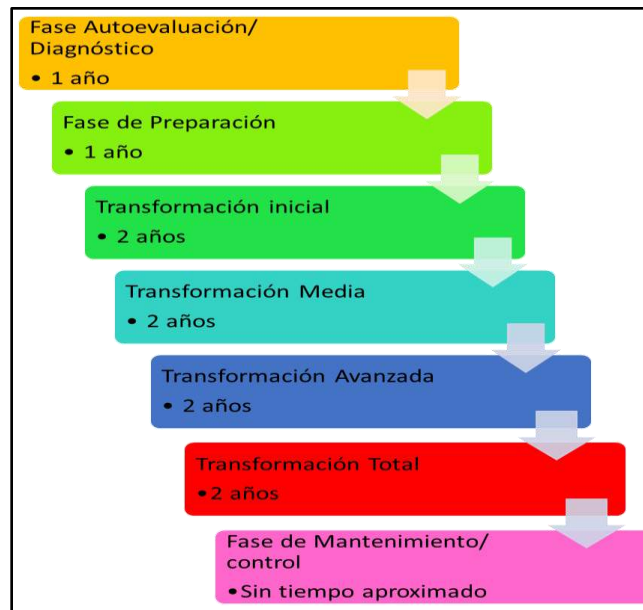 Fase Autoevaluación/
Diagnóstico
• 1 año
Fase de Preparación
• 1 año
Transformación inicial
• 2 años
Transformación Media
• 2 años
Transformación Avanzada
• 2 años
Transformación Total
•2 años
Fase de Mantenimiento/
control
•Sin tiempo aproximado